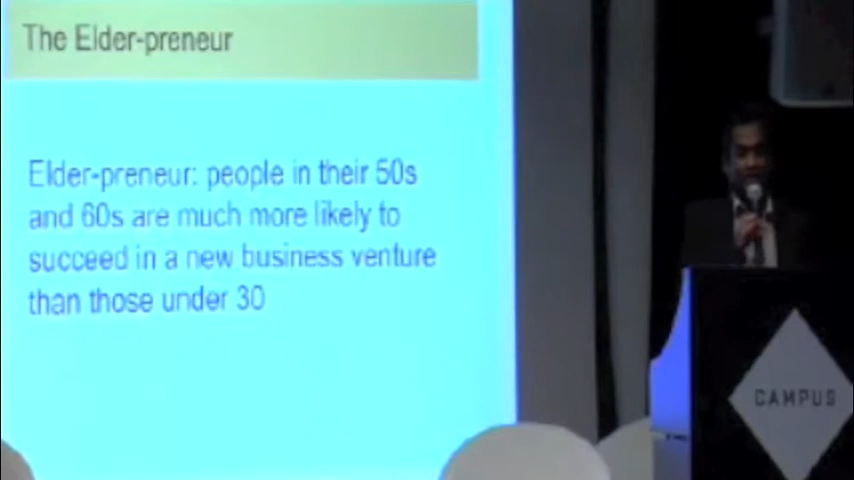 The Elder-preneur
Elder-preneur: people in their 50s
and 60s are much more likely to
succeed in a new business venture
than those under 30
CAMPUS